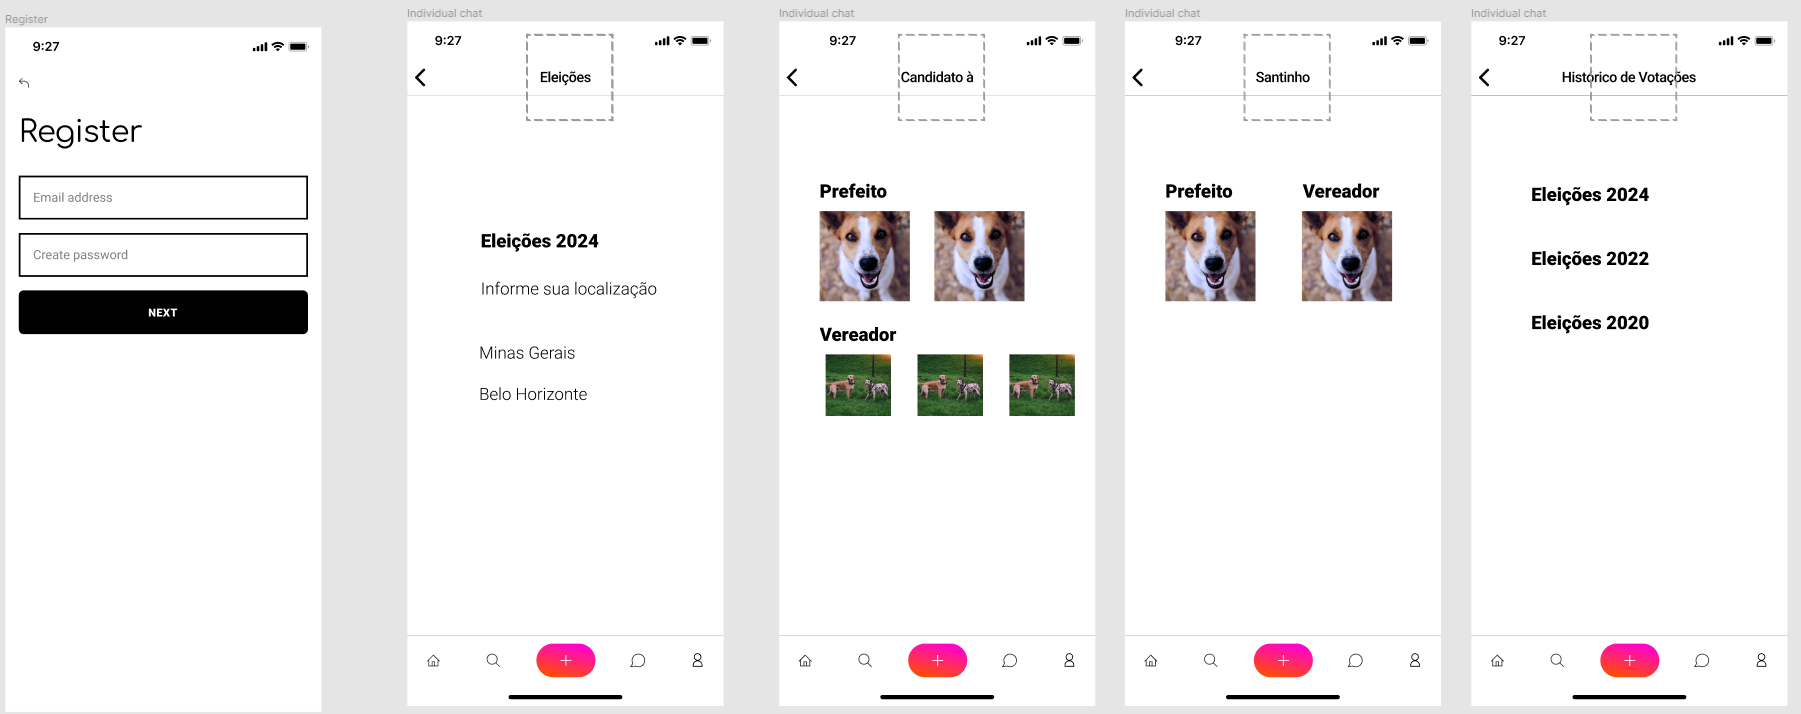 Register
9:27
Register
Email address
Create password
NEXT
Individual chat
9:27
Eleições
Eleições 2024
Informe sua localização
Minas Gerais
Belo Horizonte
Individual chat
9:27
Candidato à
Prefeito
Vereador
Individual chat
9:27
Santinho
Prefeito
Vereador
Individual chat
9:27
Histórico de Votações
Eleições 2024
Eleições 2022
Eleições 2020